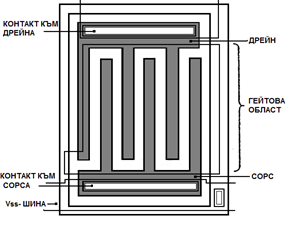 КОНТАКТ КЪМ
ДРЕЙНА
ДРЕЙН
ГЕЙТОВА
ОБЛАСТ
КОНТАКТ КЪМ
СОРСА
СОРС
Vss- ШИНА